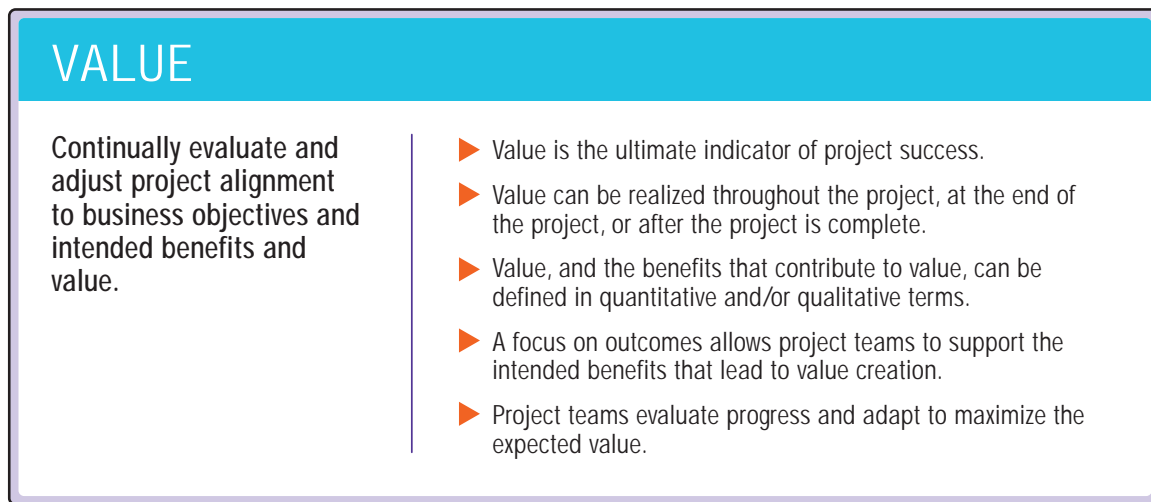 VALUE
Continually evaluate and
adjust project alignment
to business objectives and
intended benefits and
value.
Value is the ultimate indicator of project success.
Value can be realized throughout the project, at the end of
the project, or after the project is complete.
Value, and the benefits that contribute to value, can be
defined in quantitative and/or qualitative terms.
A focus on outcomes allows project teams to support the
intended benefits that lead to value creation.
Project teams evaluate progress and adapt to maximize the
expected value.